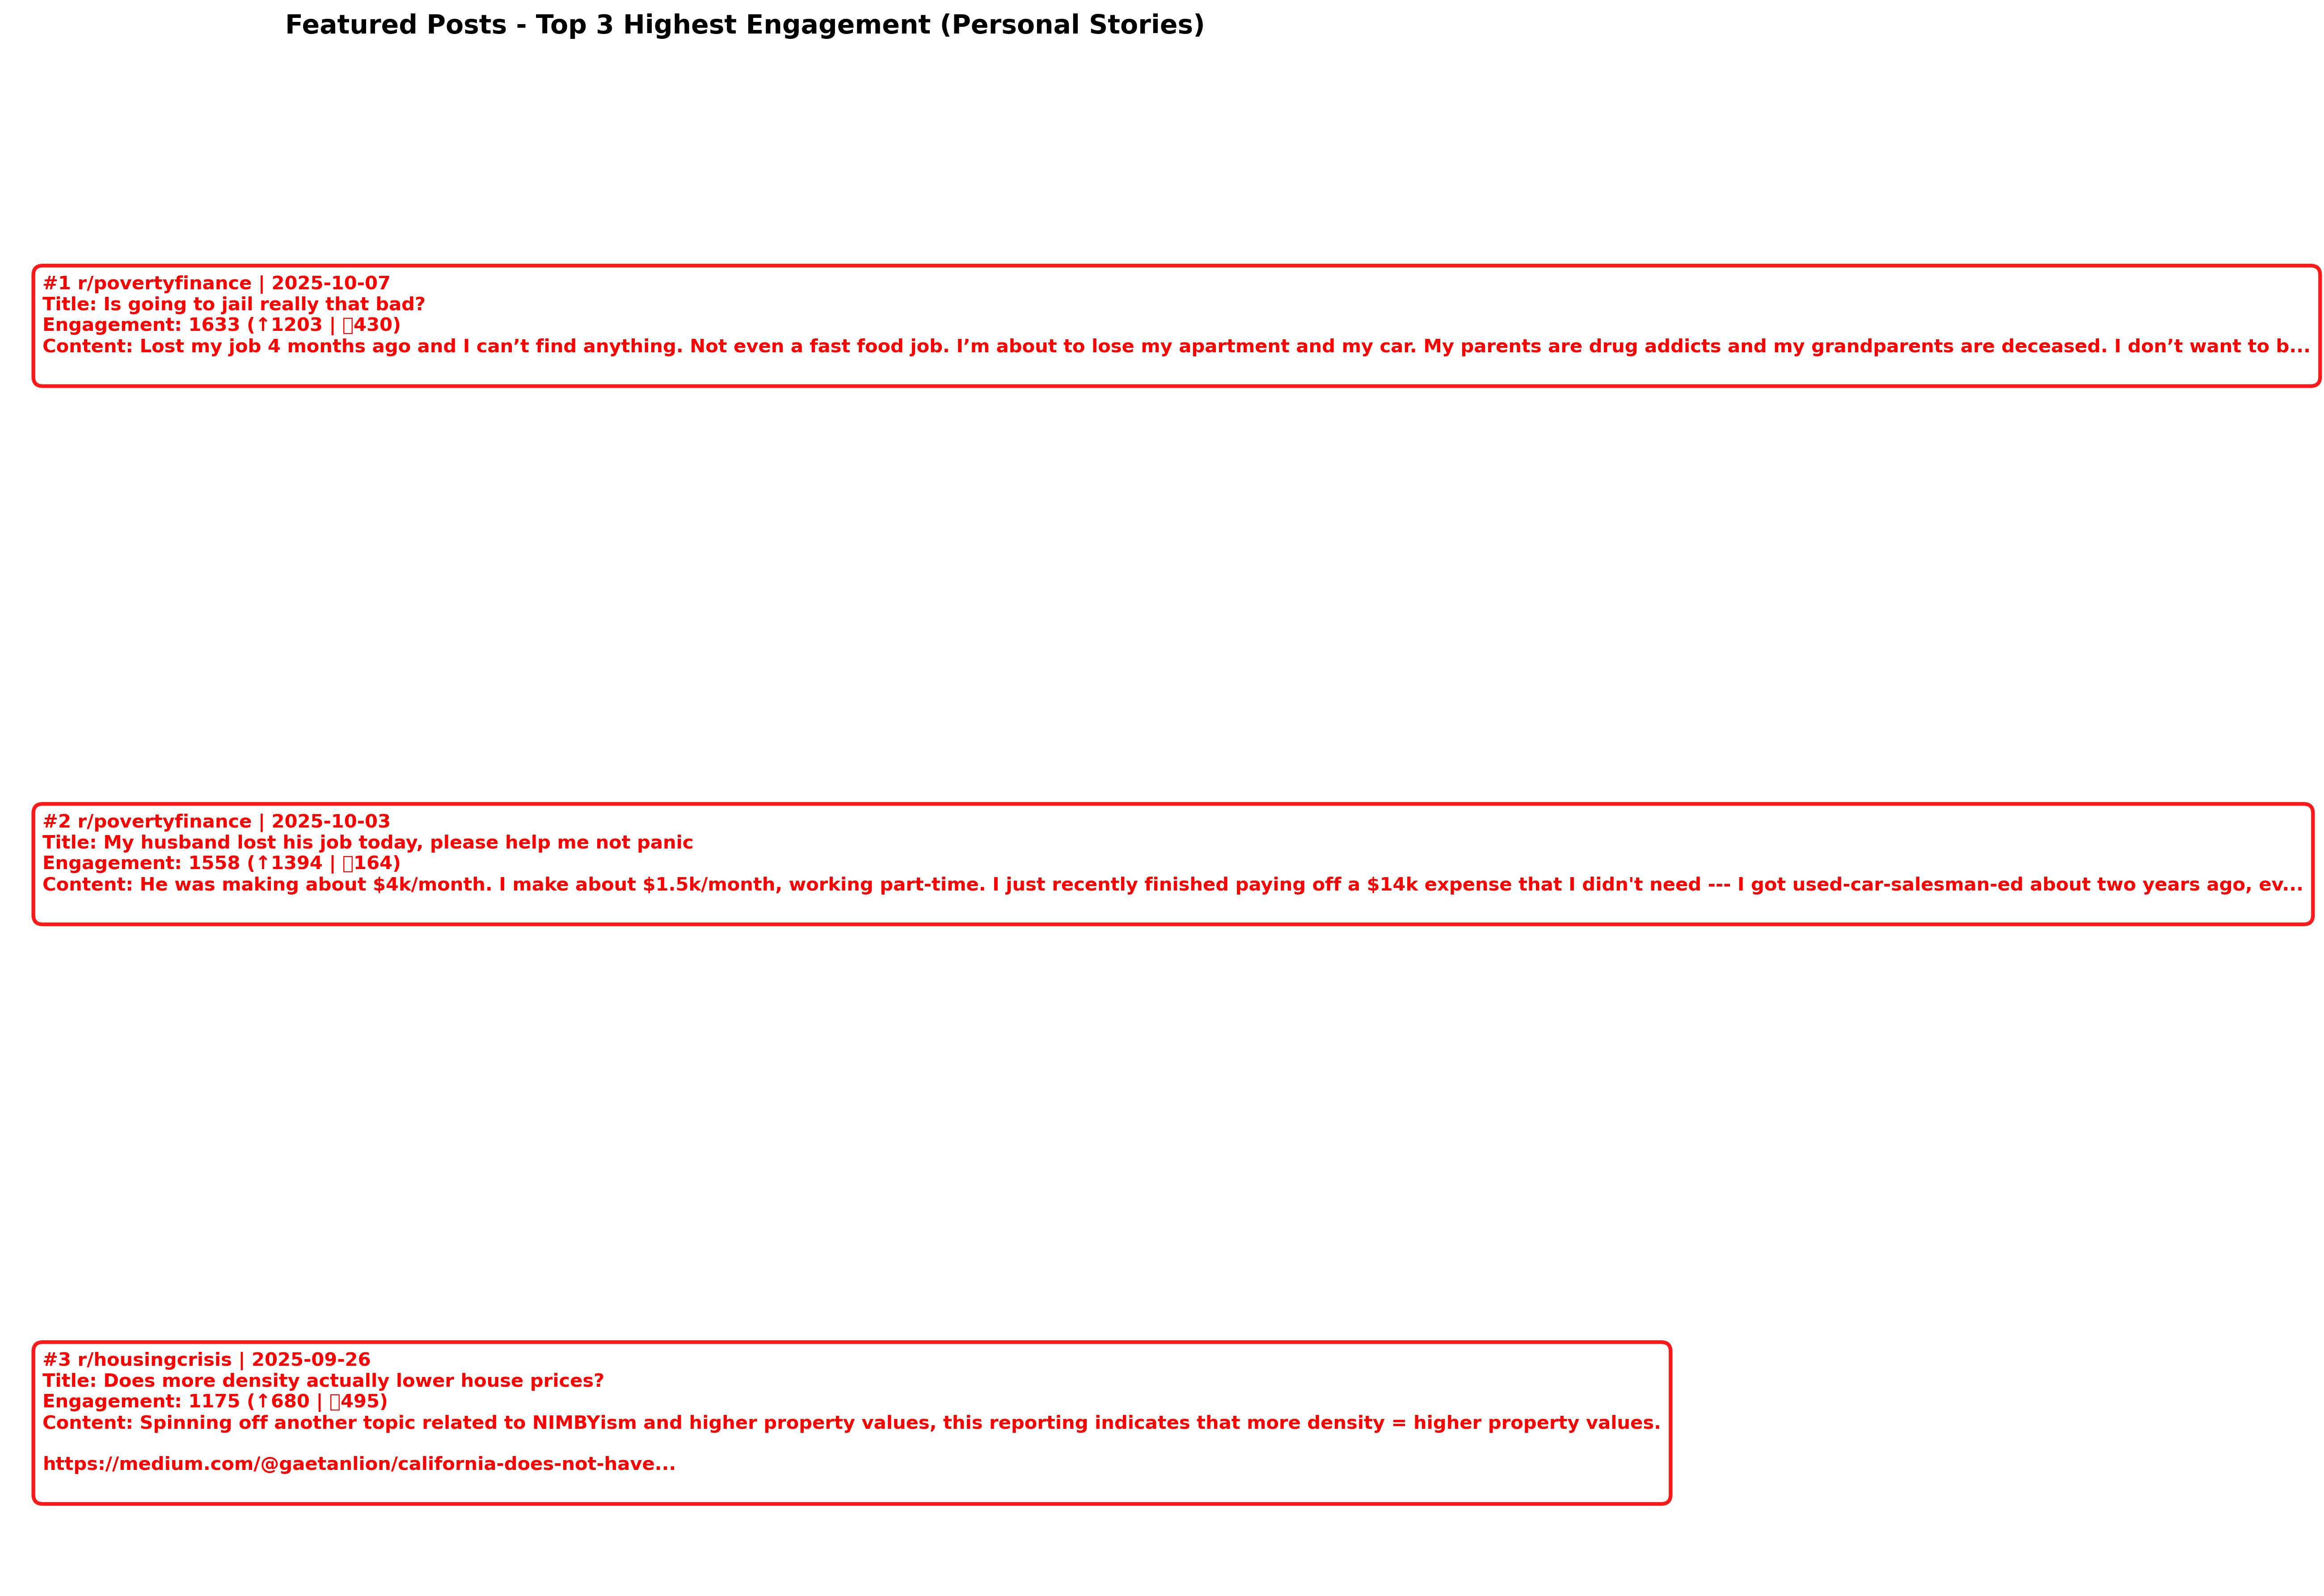 Featured Posts - Top 3 Highest Engagement (Personal Stories)
#1 r/povertyfinance | 2025-10-07
Title: Is going to jail really that bad?
Engagement: 1633 (↑1203 | ▯430)
Content: Lost my job 4 months ago and I can’t find anything. Not even a fast food job. I’m about to lose my apartment and my car. My parents are drug addicts and my grandparents are deceased. I don’t want to b...
#2 r/povertyfinance | 2025-10-03
Title: My husband lost his job today, please help me not panic
Engagement: 1558 (↑1394 | ▯164)
Content: He was making about $4k/month. I make about $1.5k/month, working part-time. I just recently finished paying off a $14k expense that I didn't need --- I got used-car-salesman-ed about two years ago, ev...
#3 r/housingcrisis | 2025-09-26
Title: Does more density actually lower house prices?
Engagement: 1175 (↑680 | ▯495)
Content: Spinning off another topic related to NIMBYism and higher property values, this reporting indicates that more density = higher property values.
https://medium.com/@gaetanlion/california-does-not-have...